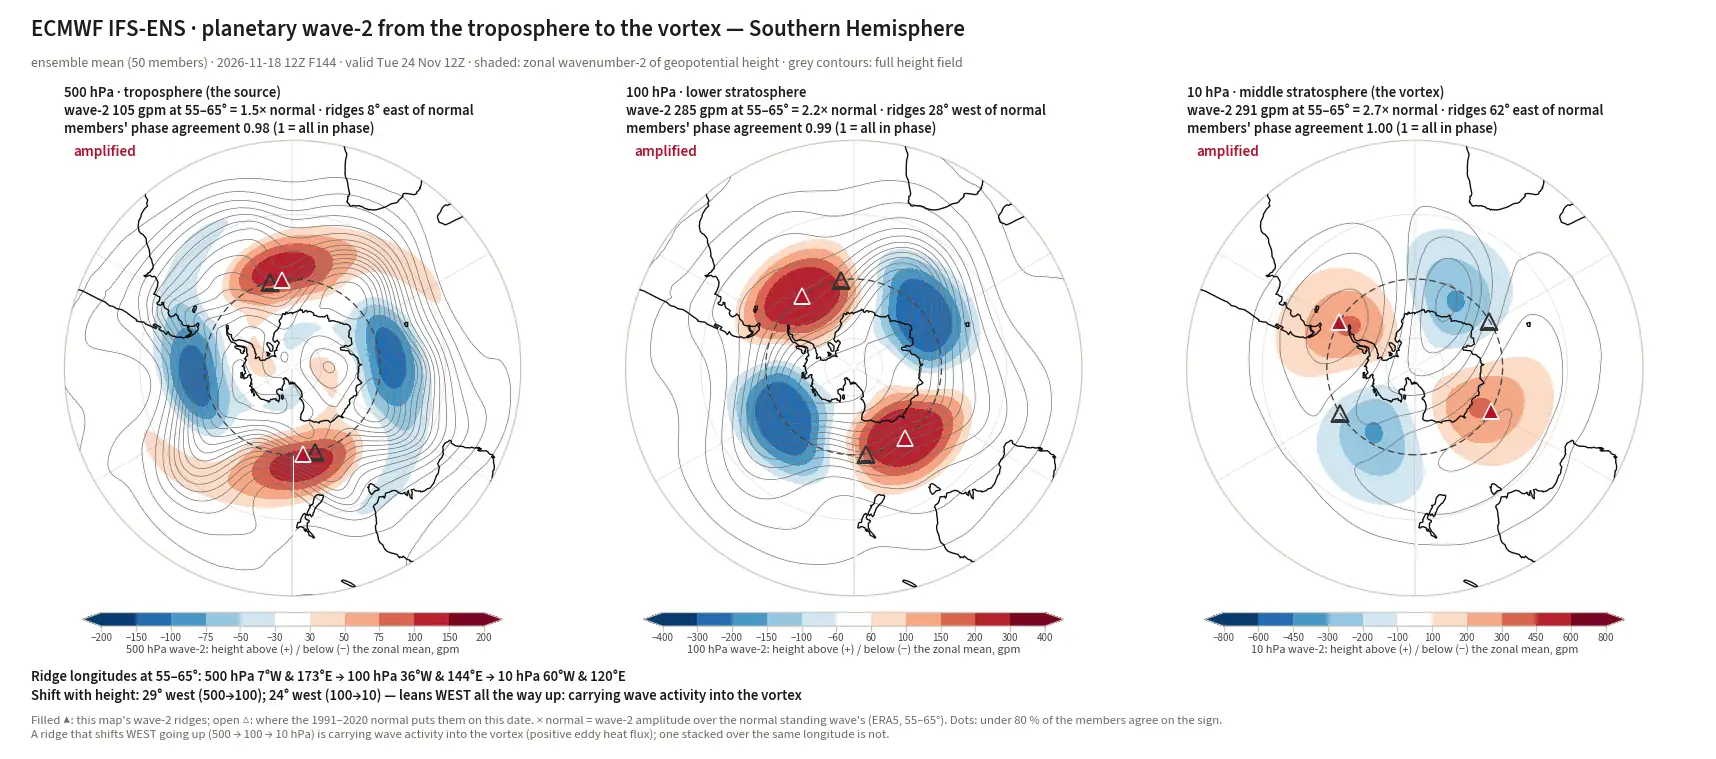 ECMWF IFS-ENS · planetary wave-2 from the troposphere to the vortex — Southern Hemisphere
ensemble mean (50 members) · 2026-11-18 12Z F144 · valid Tue 24 Nov 12Z · shaded: zonal wavenumber-2 of geopotential height · grey contours: full height field
500 hPa · troposphere (the source)
wave-2 105 gpm at 55–65° = 1.5× normal · ridges 8° east of normal
members' phase agreement 0.98 (1 = all in phase)
amplified
100 hPa · lower stratosphere
wave-2 285 gpm at 55–65° = 2.2× normal · ridges 28° west of normal
members' phase agreement 0.99 (1 = all in phase)
amplified
10 hPa · middle stratosphere (the vortex)
wave-2 291 gpm at 55–65° = 2.7× normal · ridges 62° east of normal
members' phase agreement 1.00 (1 = all in phase)
amplified
−200 −150 −100 −75 −50 −30 30 50 75 100 150 200
500 hPa wave-2: height above (+) / below (−) the zonal mean, gpm
−400 −300 −200 −150 −100 −60 60 100 150 200 300 400
100 hPa wave-2: height above (+) / below (−) the zonal mean, gpm
−800 −600 −450 −300 −200 −100 100 200 300 450 600 800
10 hPa wave-2: height above (+) / below (−) the zonal mean, gpm
Ridge longitudes at 55–65°: 500 hPa 7°W & 173°E → 100 hPa 36°W & 144°E → 10 hPa 60°W & 120°E
Shift with height: 29° west (500→100); 24° west (100→10) — leans WEST all the way up: carrying wave activity into the vortex
Filled ▲: this map's wave-2 ridges; open △: where the 1991–2020 normal puts them on this date. × normal = wave-2 amplitude over the normal standing wave's (ERA5, 55–65°). Dots: under 80 % of the members agree on the sign.
A ridge that shifts WEST going up (500 → 100 → 10 hPa) is carrying wave activity into the vortex (positive eddy heat flux); one stacked over the same longitude is not.